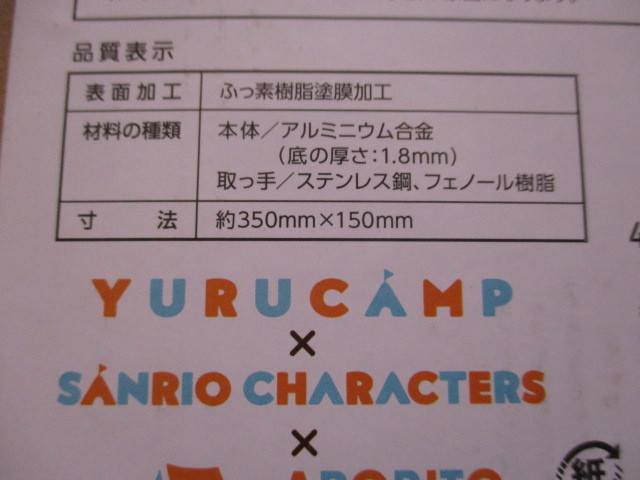 品質表示
表面加工 ふっ素樹脂塗膜加工
材料の種類 本体／アルミニウム合金
（底の厚さ：1.8mm）
取っ手／ステンレス鋼、フェノール樹脂
寸法 約350mm×150mm
YURUCAMP
×
SANRIO CHARACTERS
×
紙